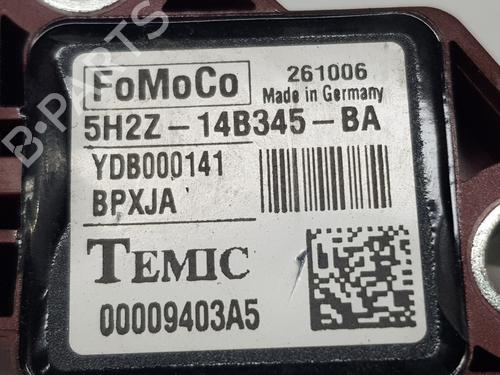 FoMoCo 261006
Made in Germany
5H2Z-14B345-BA
YDB000141
BPXJA
TEMIC
00009403A5
B-PARTS